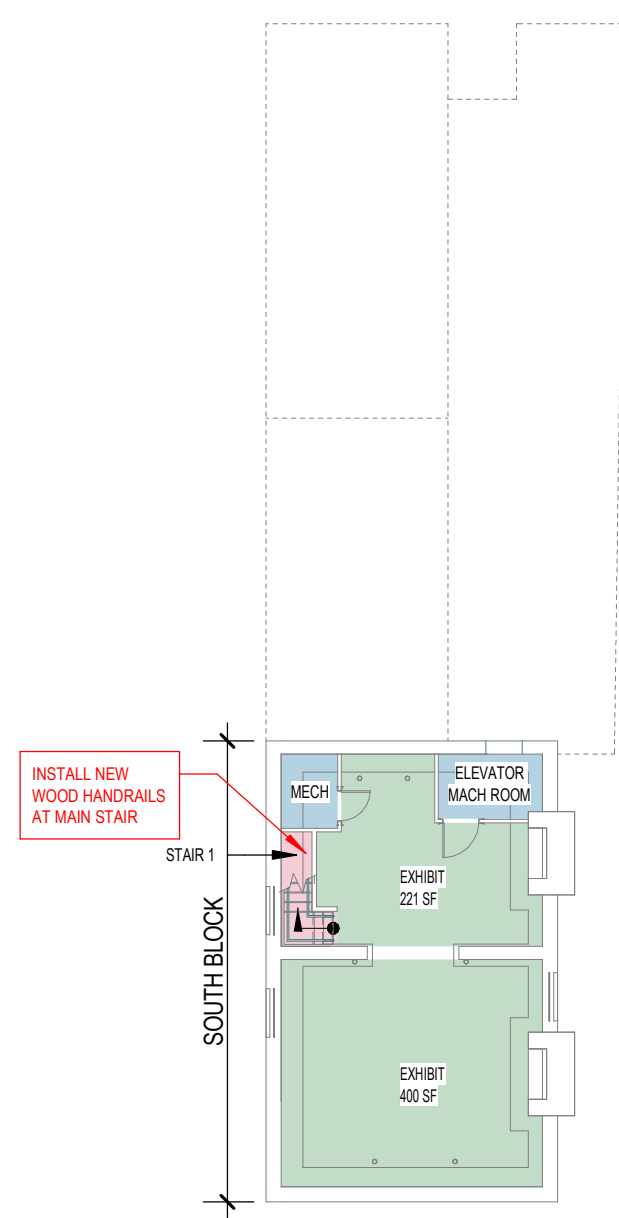 INSTALL NEW
WOOD HANDRAILS
AT MAIN STAIR
STAIR 1
SOUTH BLOCK
MECH
ELEVATOR
MACH ROOM
EXHIBIT
221 SF
EXHIBIT
400 SF